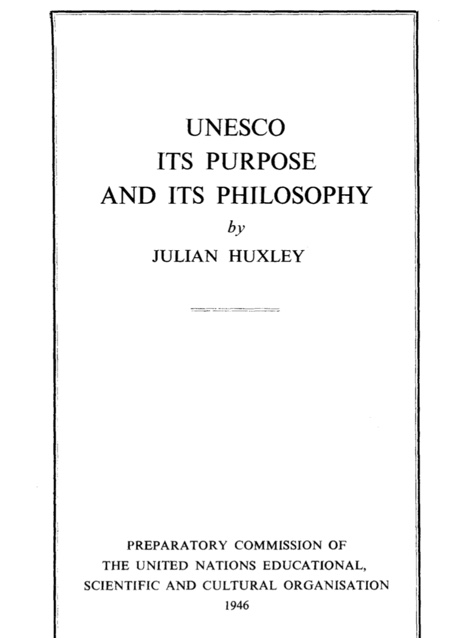 UNESCO
ITS PURPOSE
AND ITS PHILOSOPHY
by
JULIAN HUXLEY
PREPARATORY COMMISSION OF
THE UNITED NATIONS EDUCATIONAL,
SCIENTIFIC AND CULTURAL ORGANISATION
1946